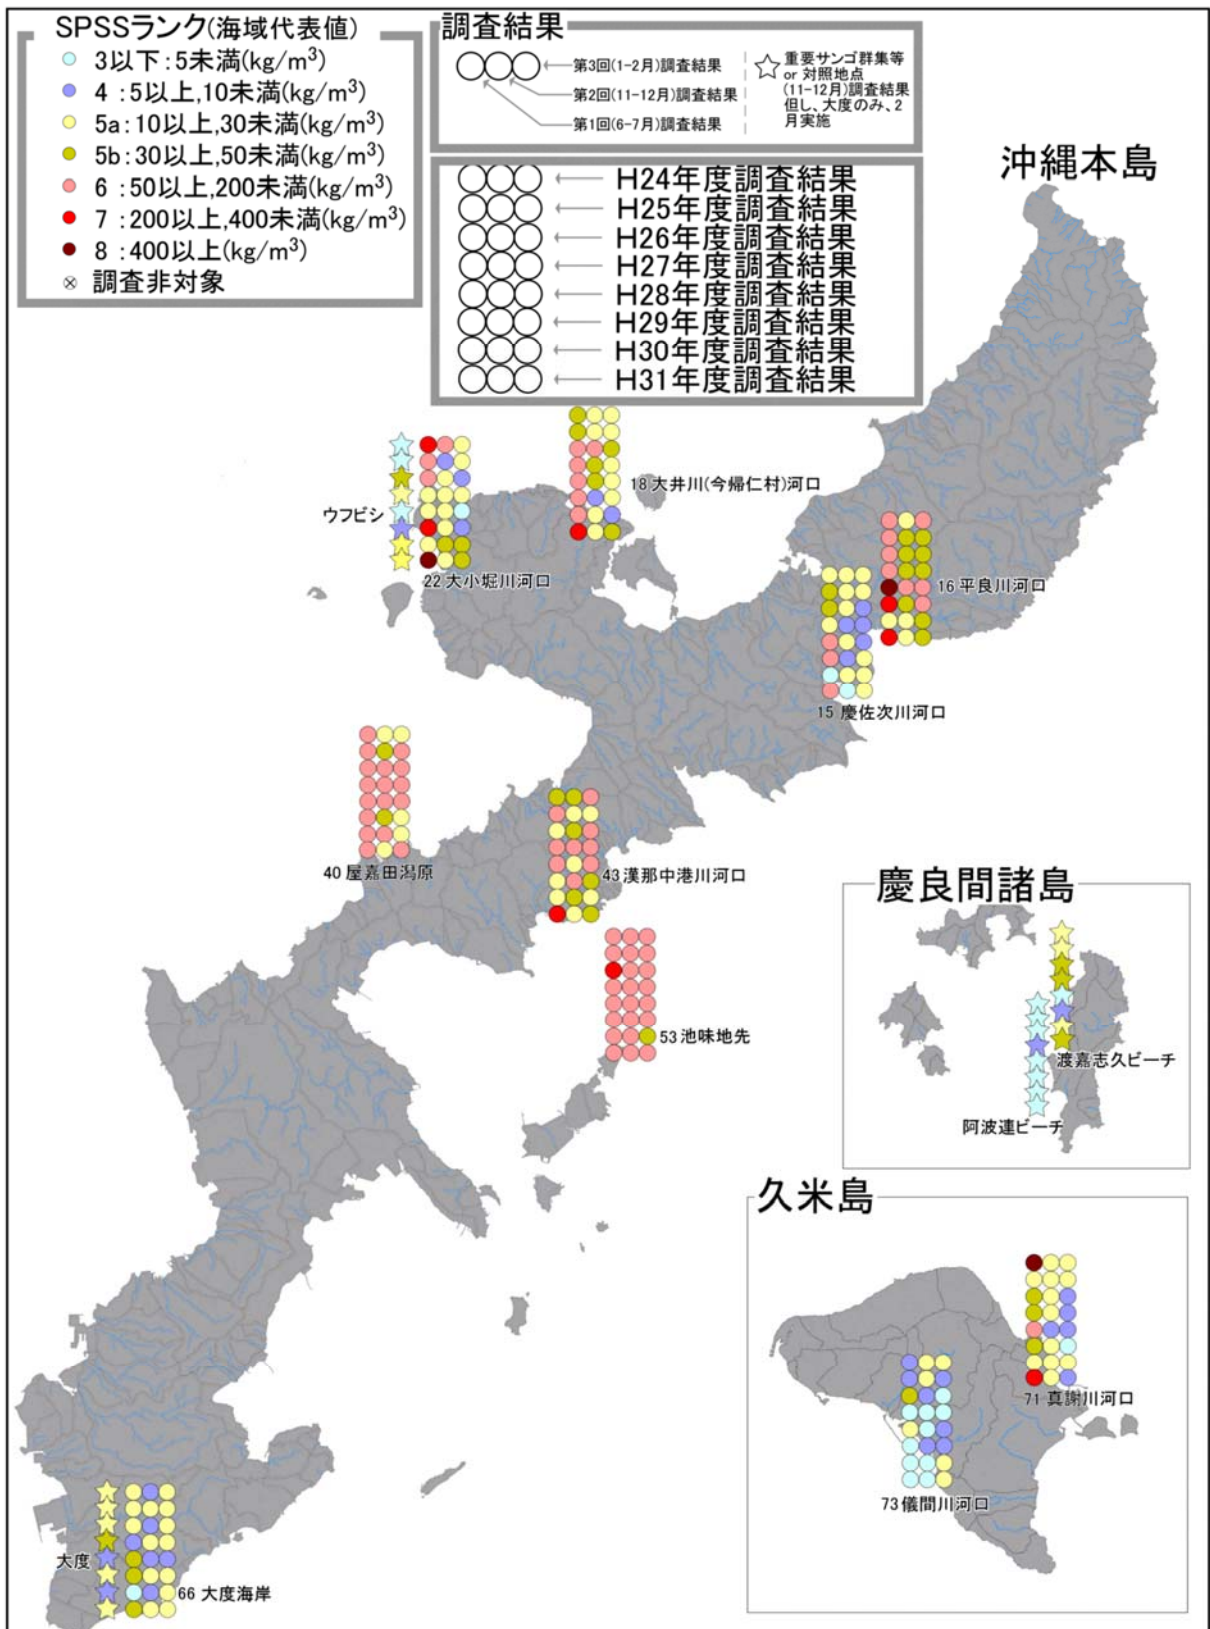 SPSSランク(海域代表値)
3以下:5未満(kg/m³)
4 :5以上,10未満(kg/m³)
5a:10以上,30未満(kg/m³)
5b:30以上,50未満(kg/m³)
6 :50以上,200未満(kg/m³)
7 :200以上,400未満(kg/m³)
8 :400以上(kg/m³)
調査非対象
調査結果
第3回(1-2月)調査結果
第2回(11-12月)調査結果
第1回(6-7月)調査結果
重要サンゴ群集等
or 対照地点
(11-12月)調査結果
但し、大度のみ、2
月実施
H24年度調査結果
H25年度調査結果
H26年度調査結果
H27年度調査結果
H28年度調査結果
H29年度調査結果
H30年度調査結果
H31年度調査結果
沖縄本島
18 大井川(今帰仁村)河口
ウフビシ
22 大小堀川河口
16 平良川河口
15 慶佐次川河口
40 屋嘉田潟原
43 漢那中港川河口
53 池味地先
慶良間諸島
渡嘉志久ビーチ
阿波連ビーチ
久米島
71 真謝川河口
73 儀間川河口
大度
66 大度海岸